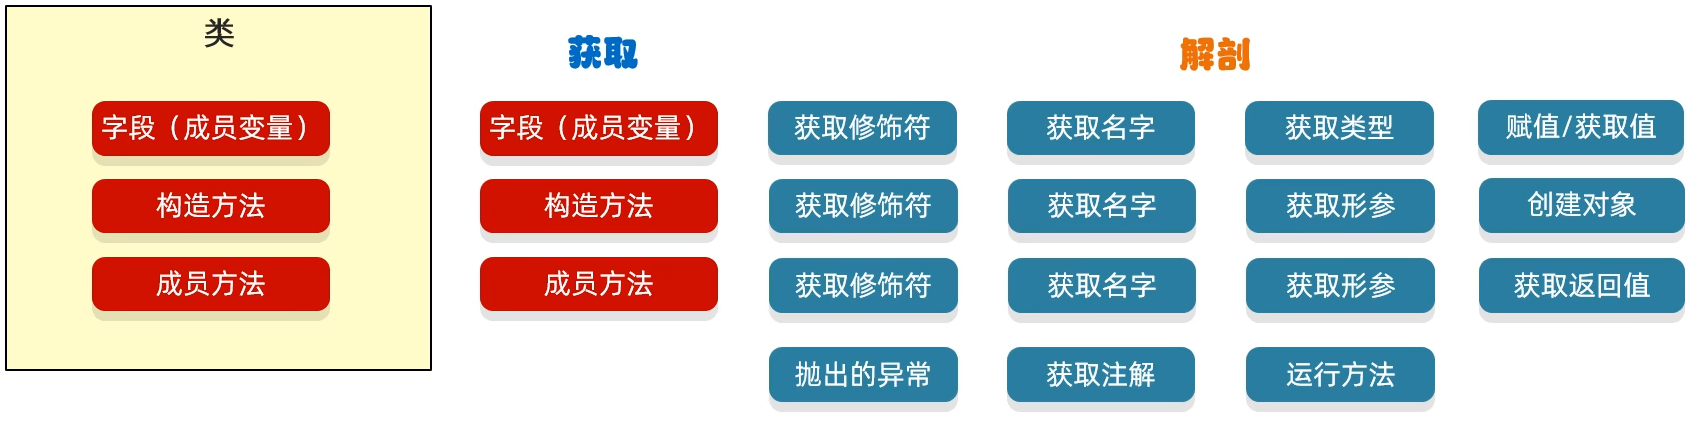 类
字段（成员变量）
构造方法
成员方法
获取
解剖
字段（成员变量） 获取修饰符 获取名字 获取类型 赋值/获取值
构造方法 获取修饰符 获取名字 获取形参 创建对象
成员方法 获取修饰符 获取名字 获取形参 获取返回值
抛出的异常 获取注解 运行方法